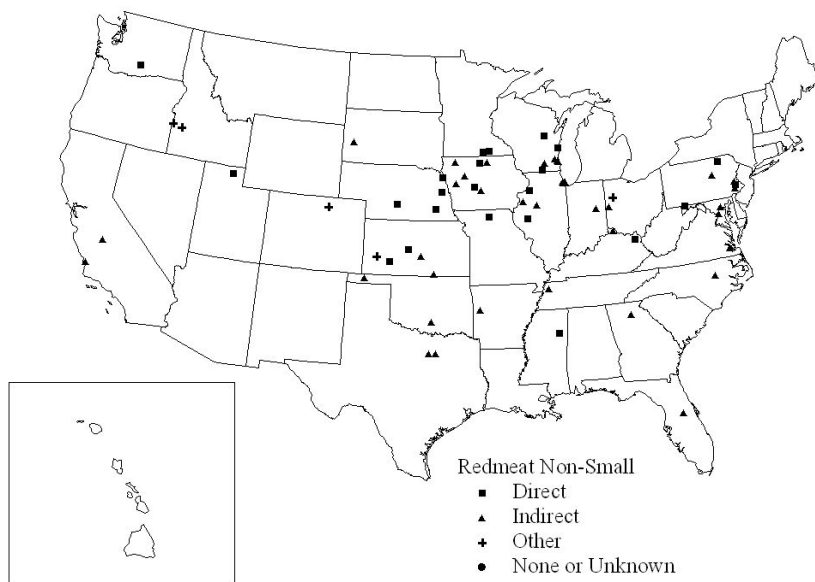 Redmeat Non-Small
Direct
Indirect
Other
None or Unknown